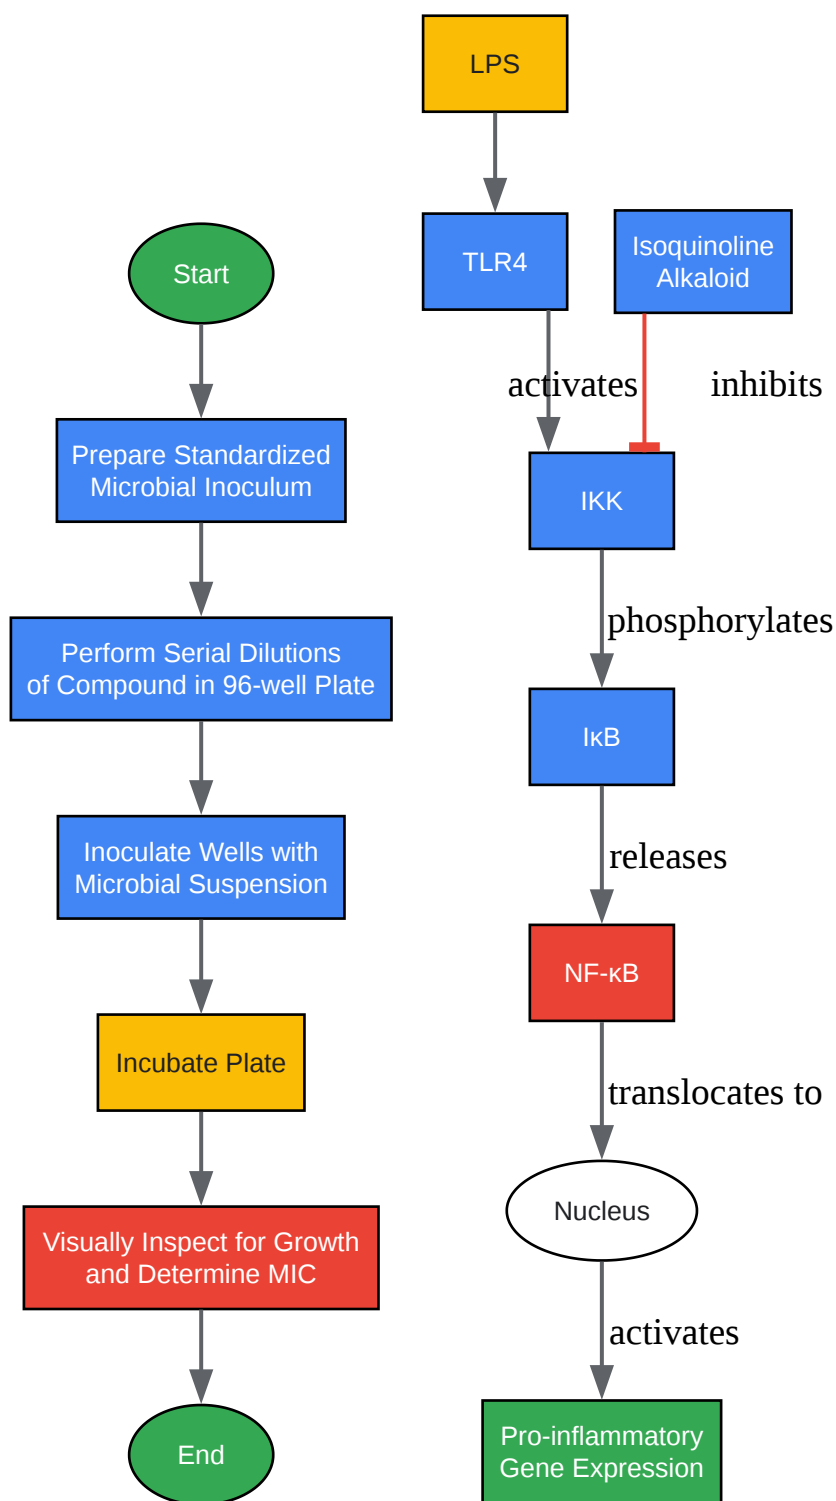 Start
Prepare Standardized
Microbial Inoculum
Perform Serial Dilutions
of Compound in 96-well Plate
Inoculate Wells with
Microbial Suspension
Incubate Plate
Visually Inspect for Growth
and Determine MIC
End
LPS
TLR4
Isoquinoline
Alkaloid
activates
inhibits
IKK
phosphorylates
IκB
releases
NF-κB
translocates to
Nucleus
activates
Pro-inflammatory
Gene Expression